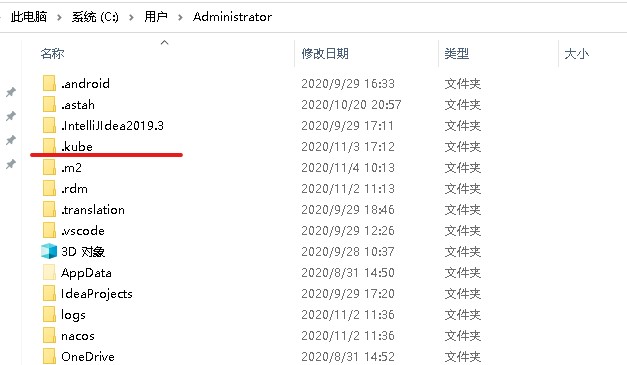 此电脑 > 系统 (C:) > 用户 > Administrator
名称 修改日期 类型 大小
.android 2020/9/29 16:33 文件夹
.astah 2020/10/20 20:57 文件夹
.IntelliJIdea2019.3 2020/9/29 17:11 文件夹
.kube 2020/11/3 17:12 文件夹
.m2 2020/11/4 10:13 文件夹
.rdm 2020/11/2 11:13 文件夹
.translation 2020/9/29 18:46 文件夹
.vscode 2020/9/29 12:26 文件夹
3D 对象 2020/9/28 10:37 文件夹
AppData 2020/8/31 14:50 文件夹
IdeaProjects 2020/9/29 17:20 文件夹
logs 2020/11/2 11:36 文件夹
nacos 2020/11/2 11:36 文件夹
OneDrive 2020/8/31 14:52 文件夹